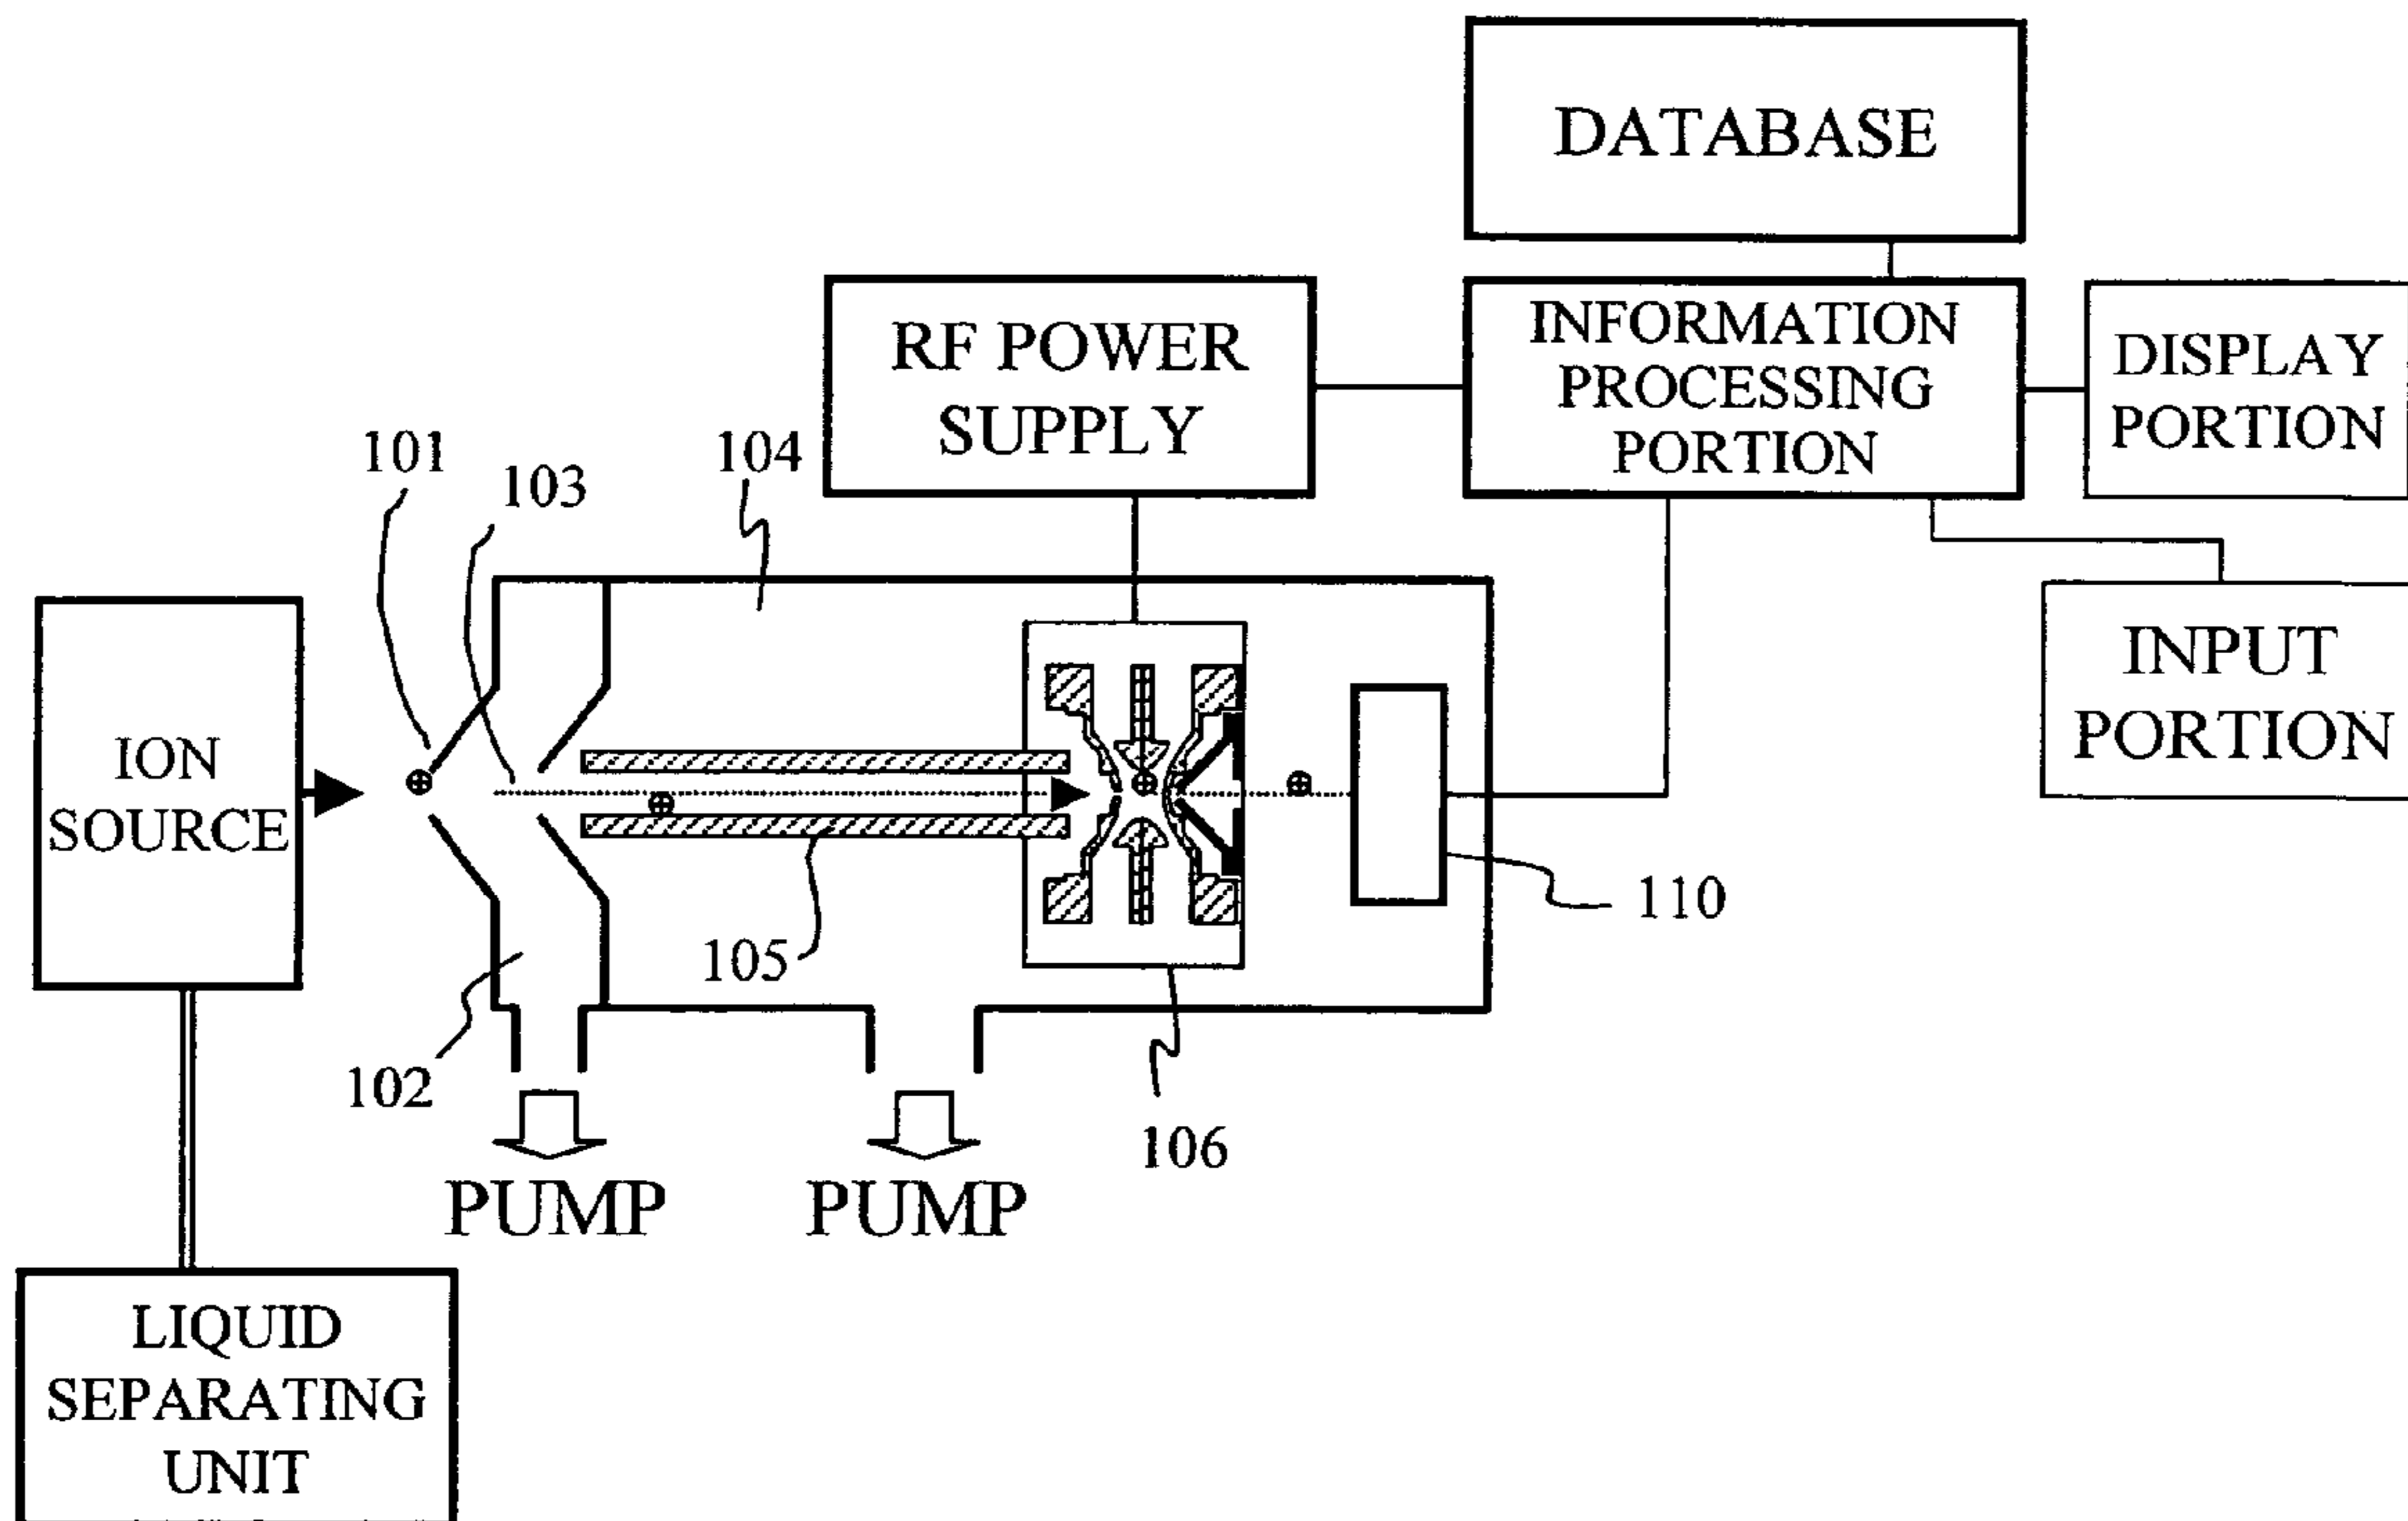 DATABASE
RF POWER
SUPPLY
INFORMATION
PROCESSING
PORTION
DISPLAY
PORTION
101
103
104
ION
SOURCE
INPUT
PORTION
105
110
102
106
PUMP
PUMP
LIQUID
SEPARATING
UNIT